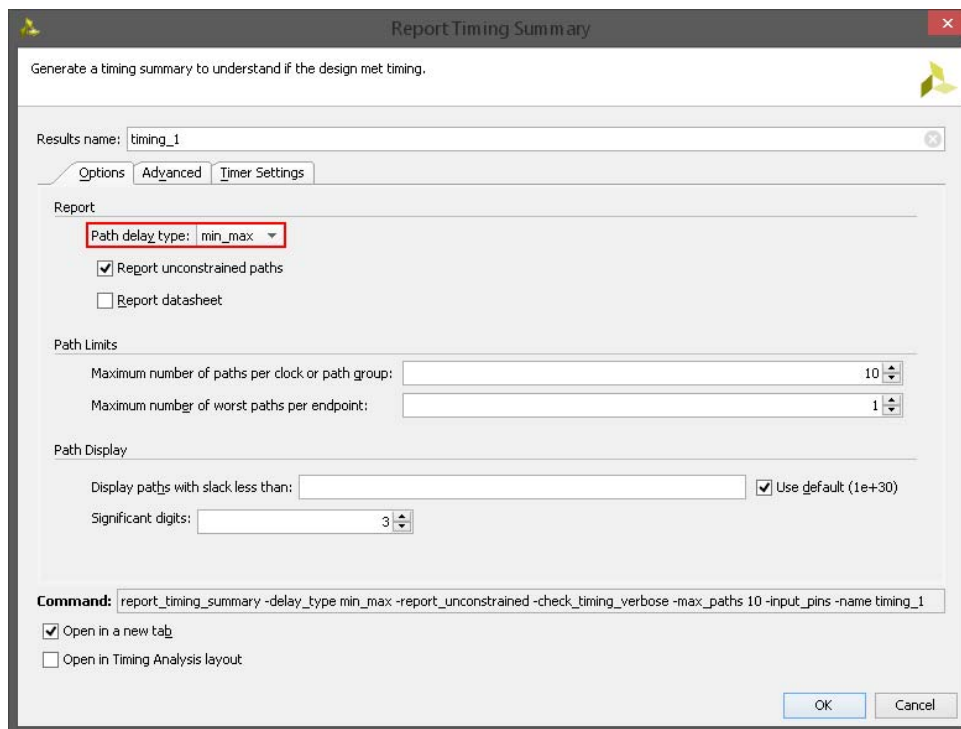 Report Timing Summary
Generate a timing summary to understand if the design met timing.
Results name: timing_1
Options Advanced Timer Settings
Report
Path delay type: min_max
Report unconstrained paths
Report datasheet
Path Limits
Maximum number of paths per clock or path group: 10
Maximum number of worst paths per endpoint: 1
Path Display
Display paths with slack less than: Use default (1e+30)
Significant digits: 3
Command: report_timing_summary -delay_type min_max -report_unconstrained -check_timing_verbose -max_paths 10 -input_pins -name timing_1
Open in a new tab
Open in Timing Analysis layout
OK Cancel